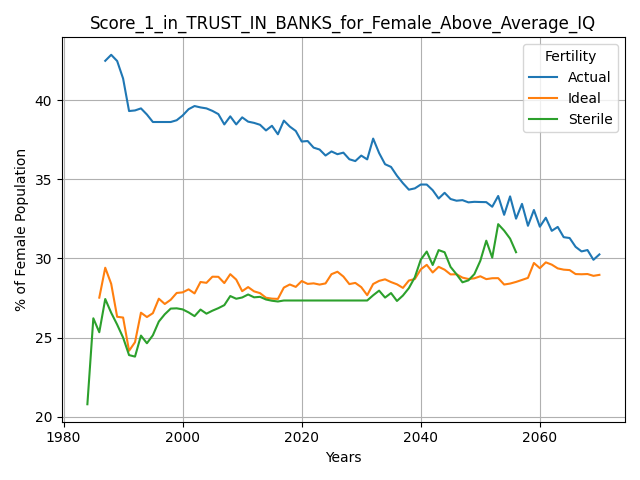 Score_1_in_TRUST_IN_BANKS_for_Female_Above_Average_IQ
Fertility
Actual
Ideal
Sterile
% of Female Population
40
35
30
25
20
1980
2000
2020
2040
2060
Years